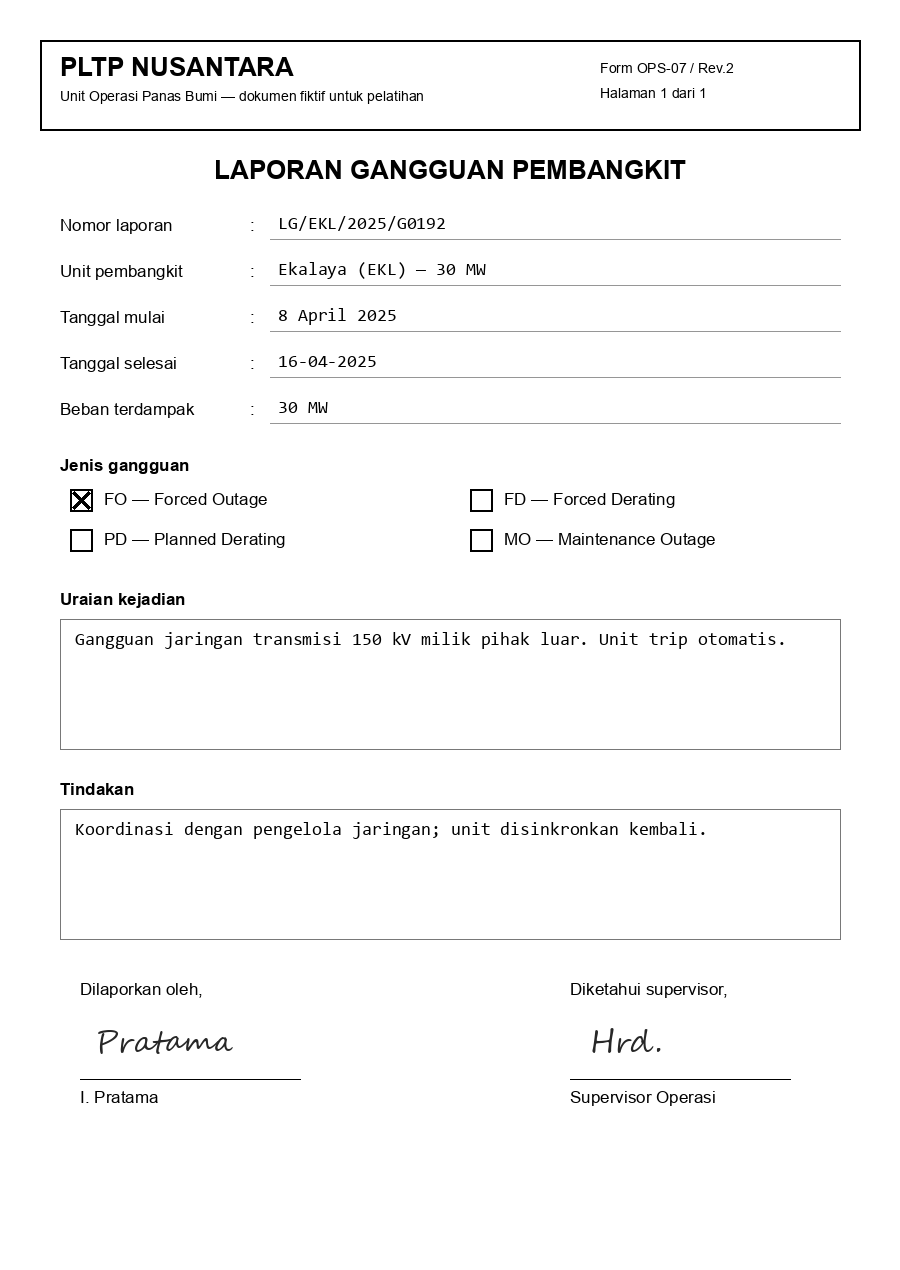 PLTP NUSANTARA
Unit Operasi Panas Bumi — dokumen fiktif untuk pelatihan
Form OPS-07 / Rev.2
Halaman 1 dari 1
LAPORAN GANGGUAN PEMBANGKIT
Nomor laporan : LG/EKL/2025/G0192
Unit pembangkit : Ekalaya (EKL) — 30 MW
Tanggal mulai : 8 April 2025
Tanggal selesai : 16-04-2025
Beban terdampak : 30 MW
Jenis gangguan
FO — Forced Outage
FD — Forced Derating
PD — Planned Derating
MO — Maintenance Outage
Uraian kejadian
Gangguan jaringan transmisi 150 kV milik pihak luar. Unit trip otomatis.
Tindakan
Koordinasi dengan pengelola jaringan; unit disinkronkan kembali.
Dilaporkan oleh,
Diketahui supervisor,
Pratama
Hrd.
I. Pratama
Supervisor Operasi